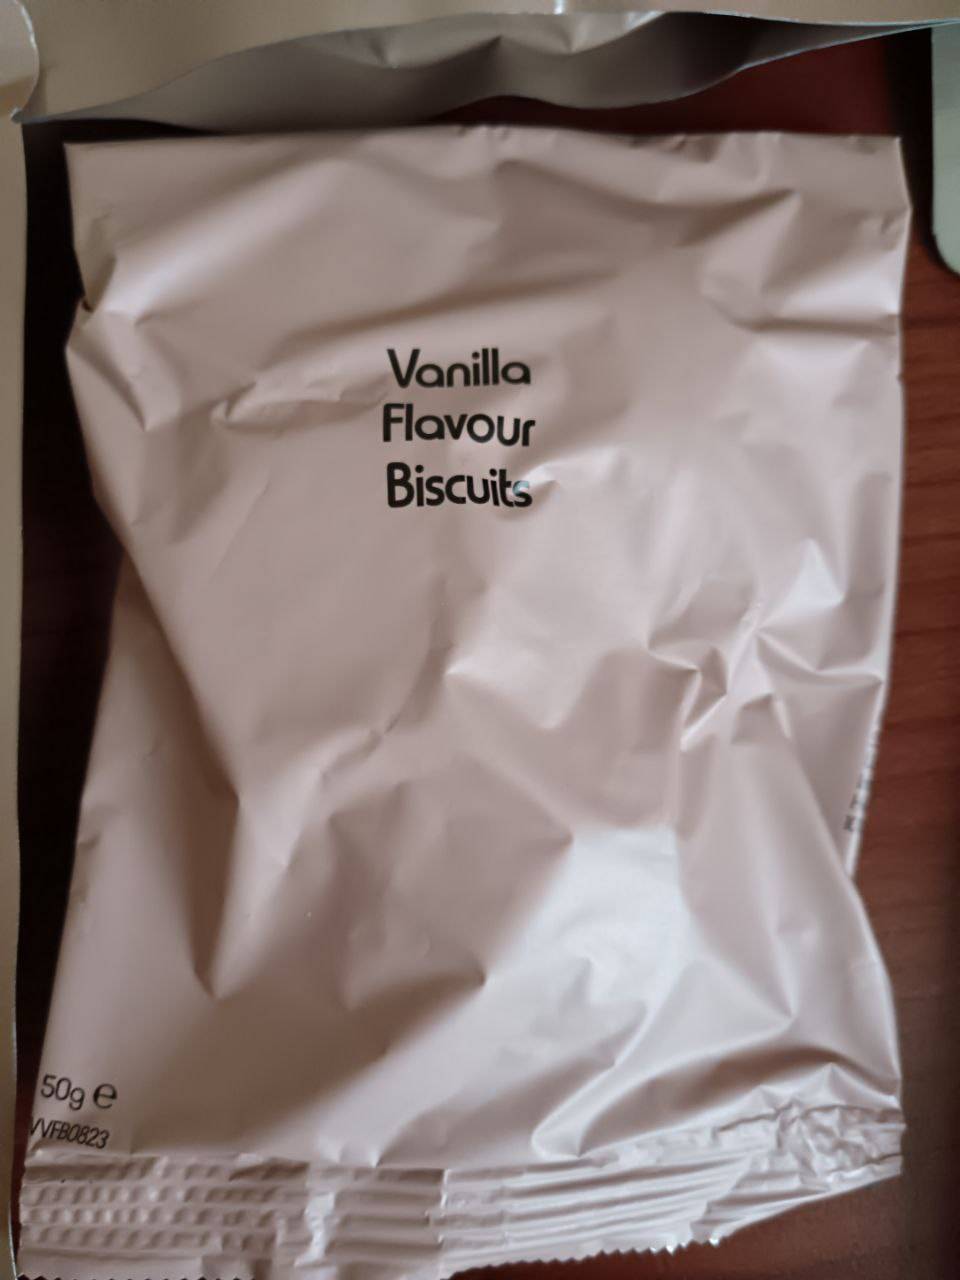 Vanilla
Flavour
Biscuits
50g e
VVFB0823